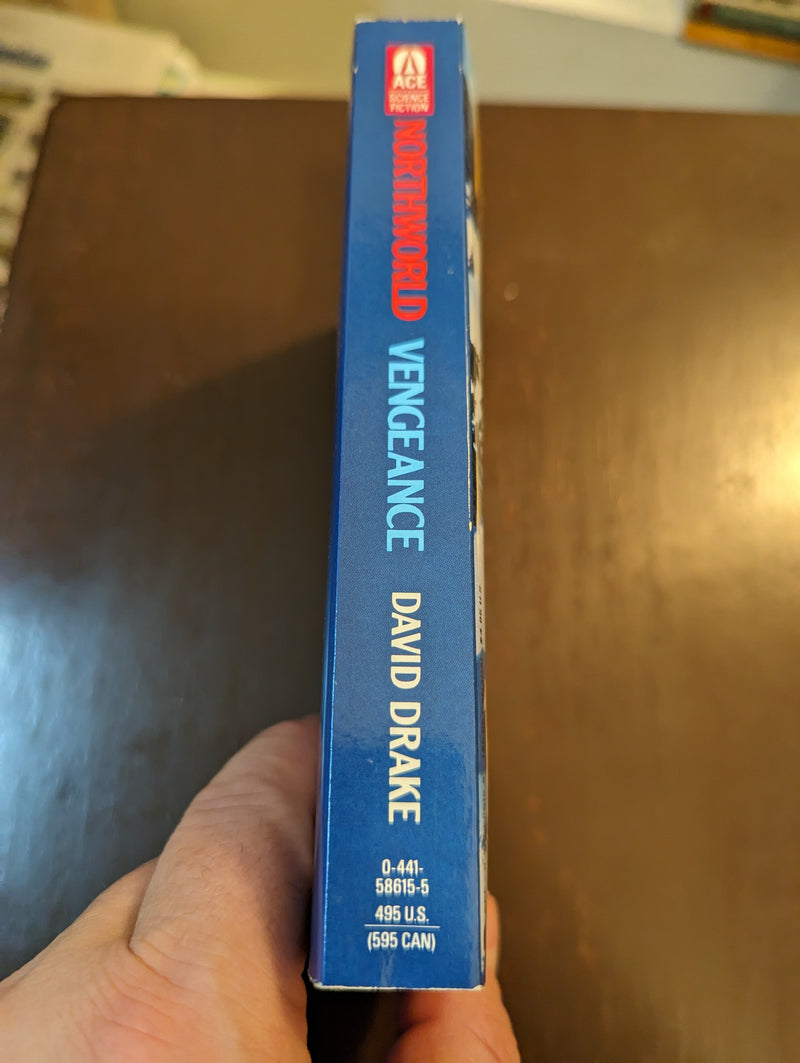 ACE
SCIENCE
FICTION
NORTHWORLD VENGEANCE DAVID DRAKE
0-441-
58615-5
495 U.S.
(595 CAN)